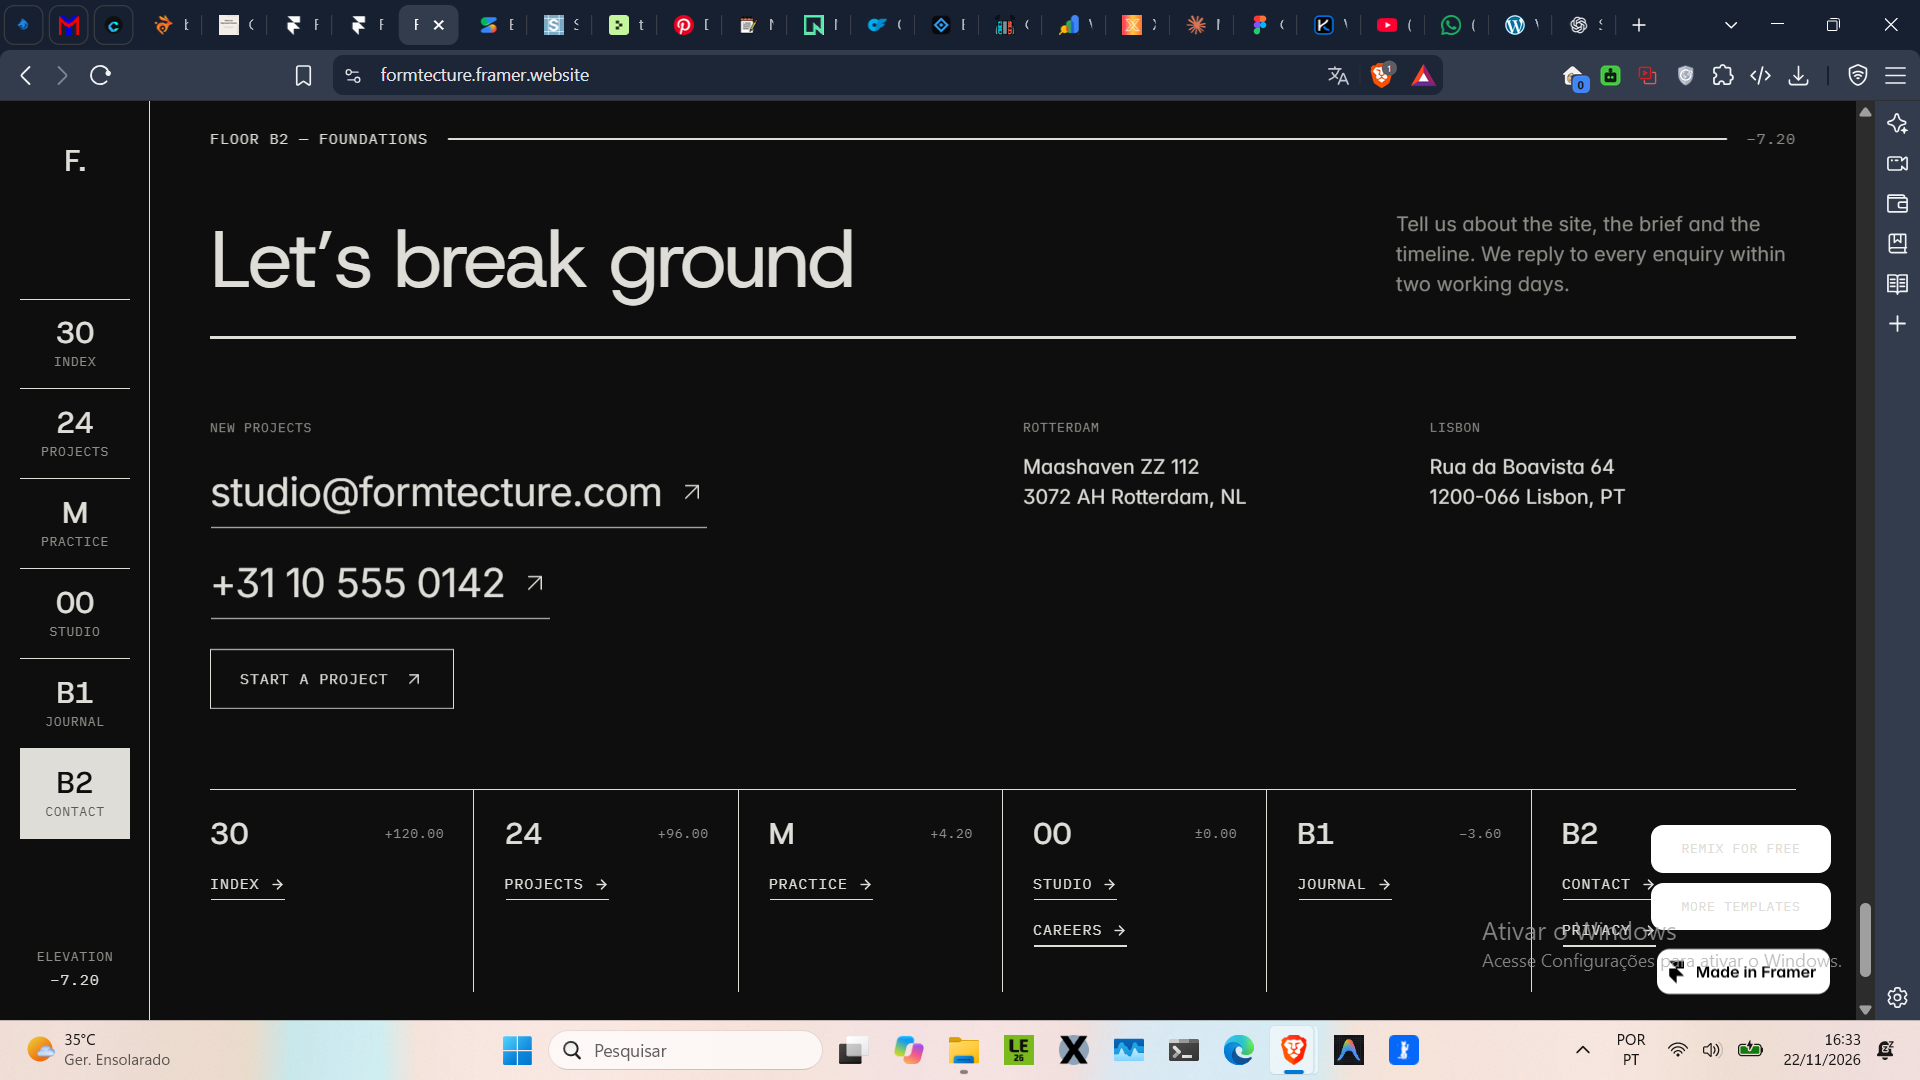 formtecture.framer.website
1
0
F.
30
INDEX
24
PROJECTS
M
PRACTICE
00
STUDIO
B1
JOURNAL
B2
CONTACT
ELEVATION
−7.20
FLOOR B2 — FOUNDATIONS
−7.20
Let’s break ground
Tell us about the site, the brief and the
timeline. We reply to every enquiry within
two working days.
NEW PROJECTS
studio@formtecture.com
+31 10 555 0142
START A PROJECT
ROTTERDAM
Maashaven ZZ 112
3072 AH Rotterdam, NL
LISBON
Rua da Boavista 64
1200-066 Lisbon, PT
30 +120.00
INDEX →
24 +96.00
PROJECTS →
M +4.20
PRACTICE →
00 ±0.00
STUDIO →
CAREERS →
B1 −3.60
JOURNAL →
B2
CONTACT →
PRIVACY →
REMIX FOR FREE
MORE TEMPLATES
Made in Framer
Ativar o Windows
Acesse Configurações para ativar o Windows.
35°C
Ger. Ensolarado
Pesquisar
LE
26
POR
PT
16:33
22/11/2026